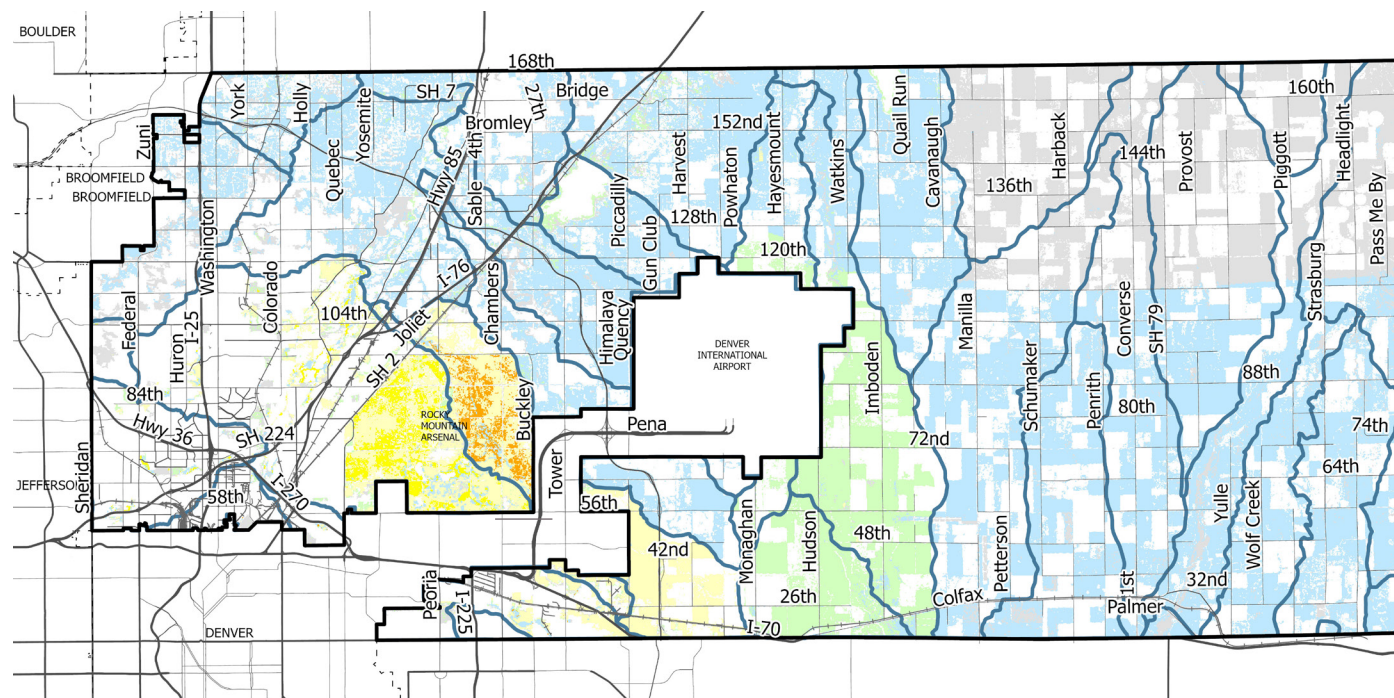 BOULDER
168th
York
Holly
SH 7
27th
Bridge
160th
Headlight
Zuni
Quebec
Yosemite
Bromley
Hwy 85
4th
Sable
152nd
Harvest
Hayesmount
Watkins
Quail Run
Cavanaugh
Harback
144th
Provost
Piggott
BROOMFIELD
BROOMFIELD
136th
Pass Me By
Washington
Piccadilly
Gun Club
128th
Powhaton
120th
Strasburg
Federal
Huron
I-25
Colorado
104th
I-76
Chambers
Himalaya
Quency
Manilla
Converse
SH 79
SH 2
Joliet
DENVER
INTERNATIONAL
AIRPORT
Schumaker
84th
Hwy 36
SH 224
ROCKY
MOUNTAIN
ARSENAL
Buckley
Pena
Imboden
72nd
Penrith
80th
88th
74th
Sheridan
JEFFERSON
58th
I-270
Tower
56th
64th
Monaghan
Hudson
42nd
48th
Petterson
Yulle
Wolf Creek
26th
Colfax
1st
Palmer
32nd
Peoria
I-225
I-70
DENVER